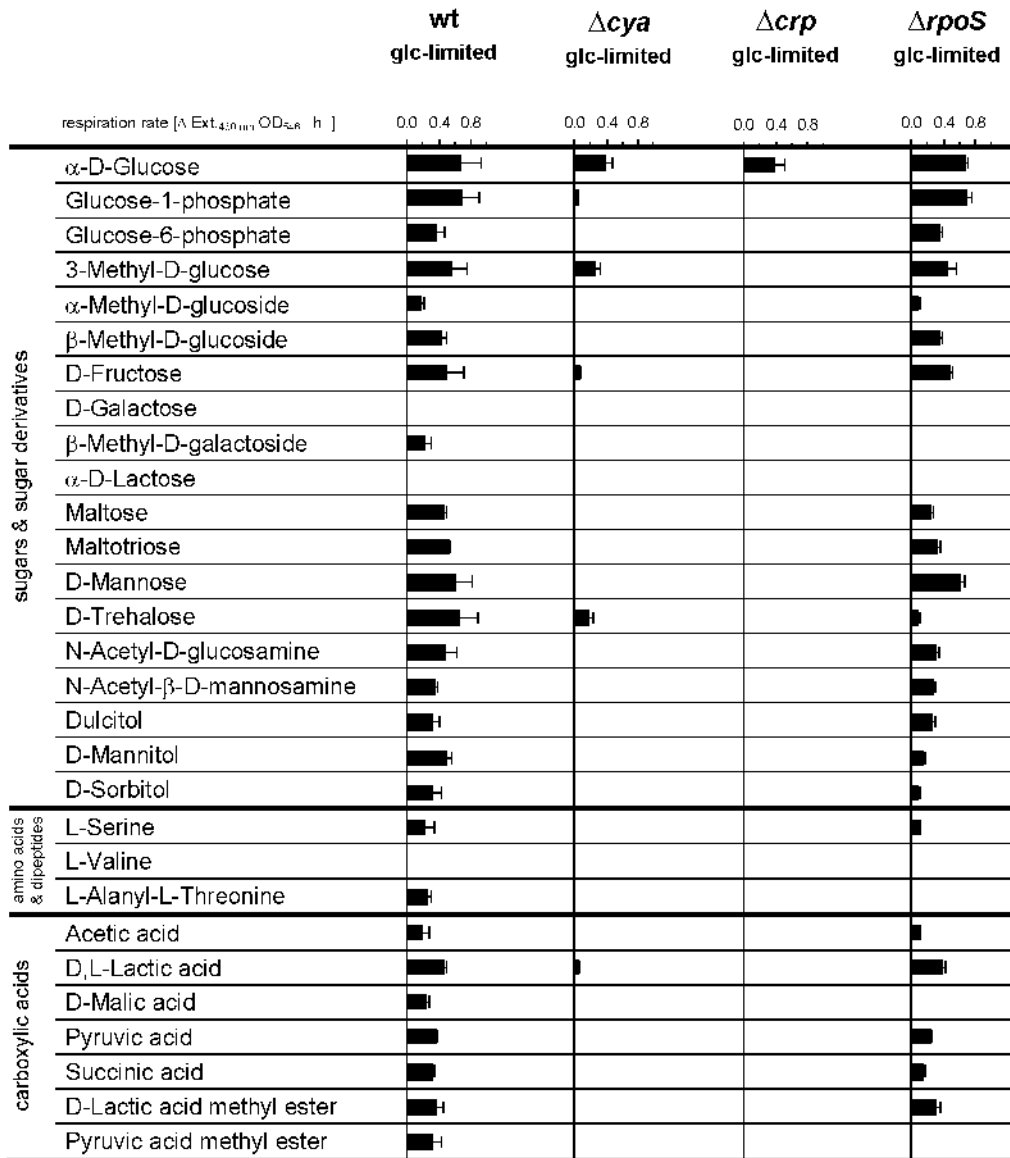 wt Δcya Δcrp ΔrpoS
glc-limited glc-limited glc-limited glc-limited
respiration rate [Δ Ext. OD h ] 0.0 0.4 0.8 0.0 0.4 0.8 0.0 0.4 0.8 0.0 0.4 0.8
sugars & sugar derivatives
α-D-Glucose
Glucose-1-phosphate
Glucose-6-phosphate
3-Methyl-D-glucose
α-Methyl-D-glucoside
β-Methyl-D-glucoside
D-Fructose
D-Galactose
β-Methyl-D-galactoside
α-D-Lactose
Maltose
Maltotriose
D-Mannose
D-Trehalose
N-Acetyl-D-glucosamine
N-Acetyl-β-D-mannosamine
Dulcitol
D-Mannitol
D-Sorbitol
amino acids
& dipeptides
L-Serine
L-Valine
L-Alanyl-L-Threonine
carboxylic acids
Acetic acid
D,L-Lactic acid
D-Malic acid
Pyruvic acid
Succinic acid
D-Lactic acid methyl ester
Pyruvic acid methyl ester